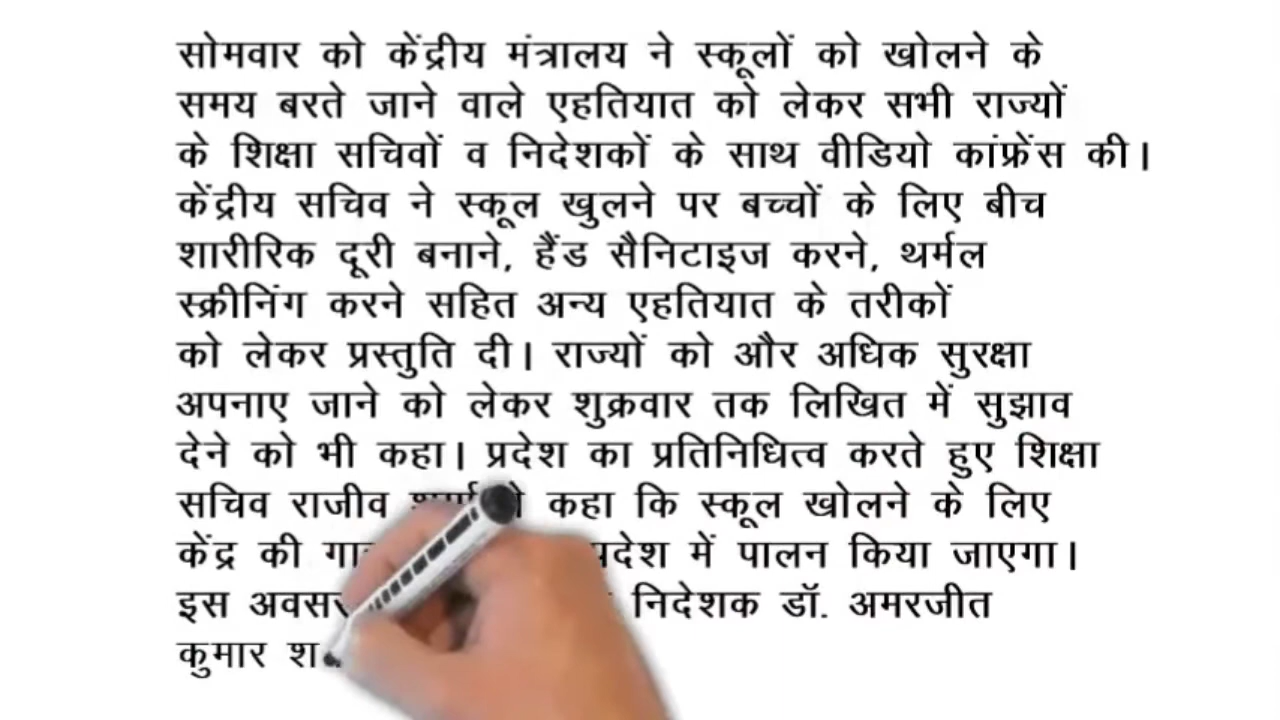 सोमवार को केंद्रीय मंत्रालय ने स्कूलों को खोलने के
समय बरते जाने वाले एहतियात को लेकर सभी राज्यों
के शिक्षा सचिवों व निदेशकों के साथ वीडियो कांफ्रेंस की।
केंद्रीय सचिव ने स्कूल खुलने पर बच्चों के लिए बीच
शारीरिक दूरी बनाने, हैंड सैनिटाइज करने, थर्मल
स्क्रीनिंग करने सहित अन्य एहतियात के तरीकों
को लेकर प्रस्तुति दी। राज्यों को और अधिक सुरक्षा
अपनाए जाने को लेकर शुक्रवार तक लिखित में सुझाव
देने को भी कहा। प्रदेश का प्रतिनिधित्व करते हुए शिक्षा
सचिव राजीव कहा कि स्कूल खोलने के लिए
केंद्र की में पालन किया जाएगा।
इस निदेशक डॉ. अमरजीत
कुमार